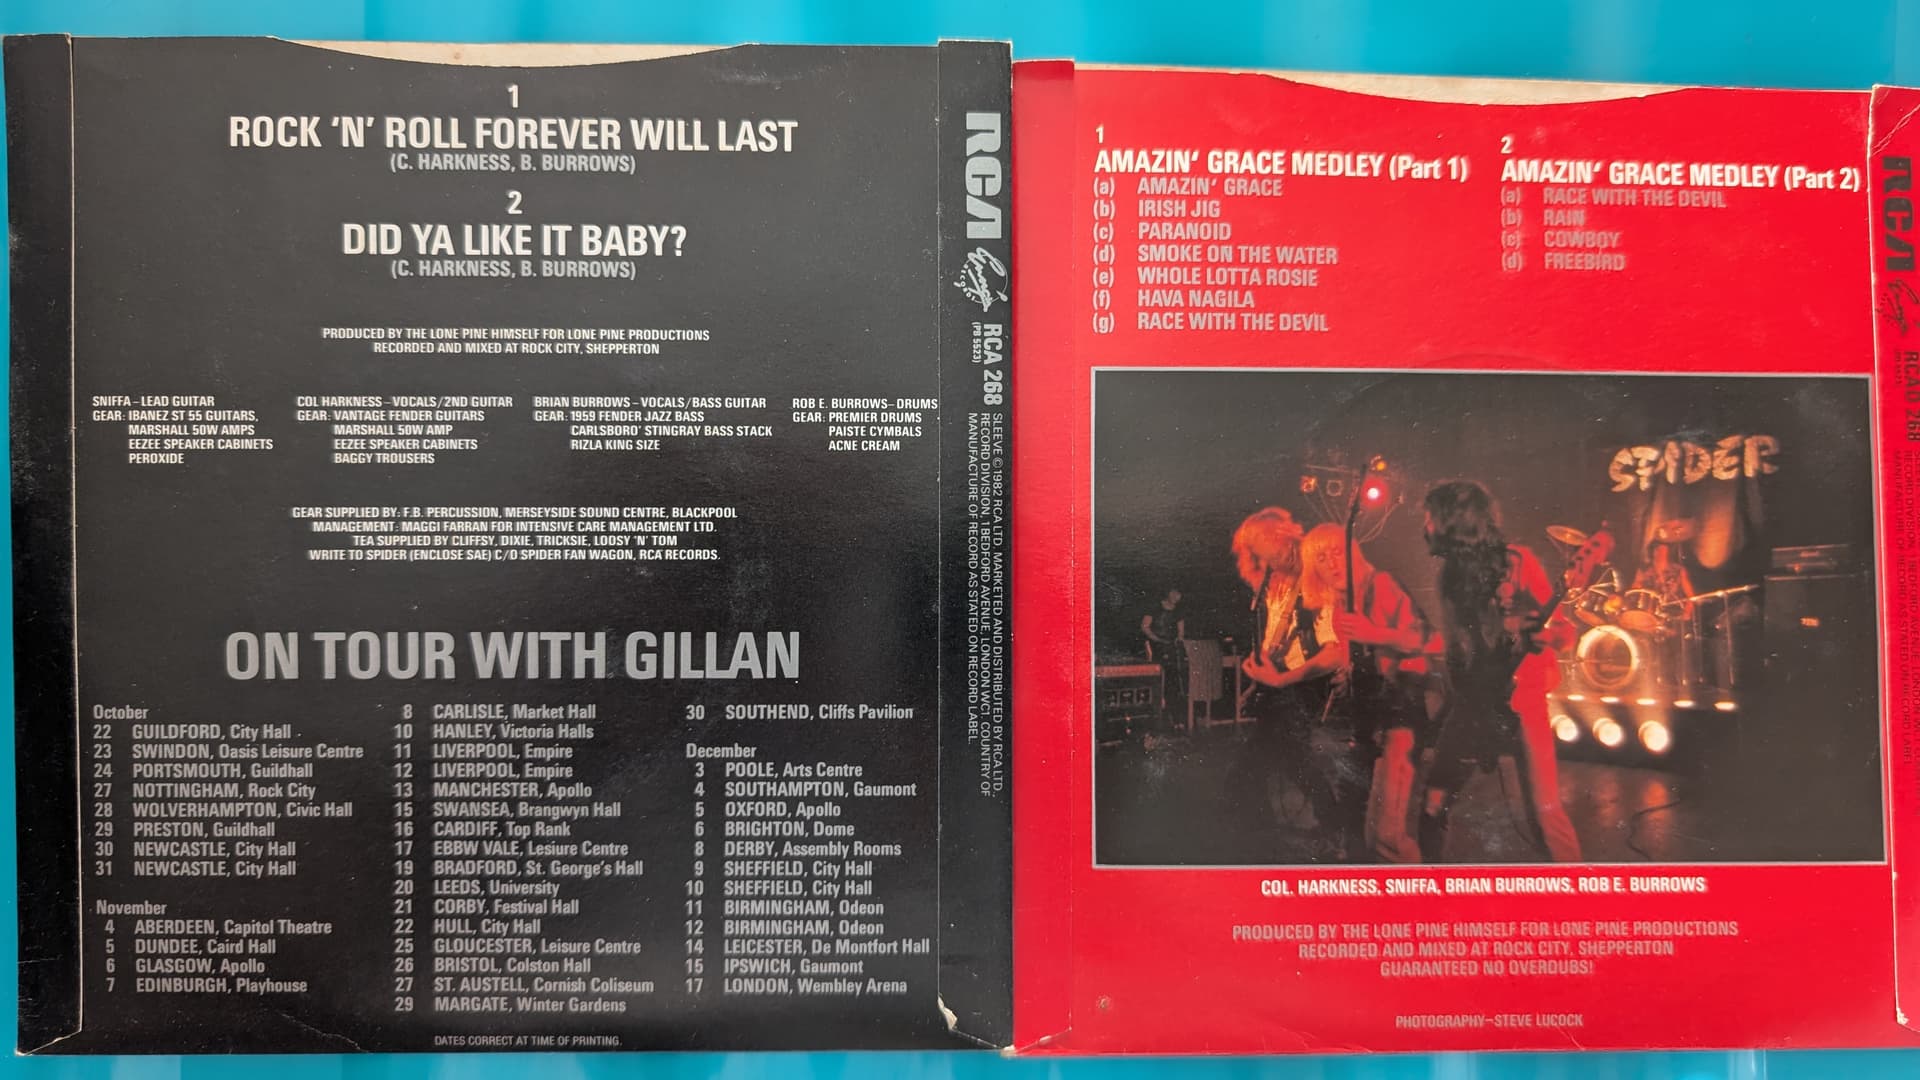 1
ROCK 'N' ROLL FOREVER WILL LAST
(C. HARKNESS, B. BURROWS)
2
DID YA LIKE IT BABY?
(C. HARKNESS, B. BURROWS)
PRODUCED BY THE LONE PINE HIMSELF FOR LONE PINE PRODUCTIONS
RECORDED AND MIXED AT ROCK CITY, SHEPPERTON
SNIFFA – LEAD GUITAR
GEAR: IBANEZ ST 55 GUITARS,
MARSHALL 50W AMPS
EEZEE SPEAKER CABINETS
PEROXIDE
COL HARKNESS – VOCALS/2ND GUITAR
GEAR: VANTAGE FENDER GUITARS
MARSHALL 50W AMP
EEZEE SPEAKER CABINETS
BAGGY TROUSERS
BRIAN BURROWS – VOCALS/BASS GUITAR
GEAR: 1959 FENDER JAZZ BASS
CARLSBORO' STINGRAY BASS STACK
RIZLA KING SIZE
ROB E. BURROWS – DRUMS
GEAR: PREMIER DRUMS
PAISTE CYMBALS
ACNE CREAM
GEAR SUPPLIED BY: F.B. PERCUSSION, MERSEYSIDE SOUND CENTRE, BLACKPOOL
MANAGEMENT: MAGGI FARRAN FOR INTENSIVE CARE MANAGEMENT LTD.
TEA SUPPLIED BY CLIFFSY, DIXIE, TRICKSIE, LOOSY 'N' TOM
WRITE TO SPIDER (ENCLOSE SAE) C/O SPIDER FAN WAGON, RCA RECORDS.
ON TOUR WITH GILLAN
October
22 GUILDFORD, City Hall
23 SWINDON, Oasis Leisure Centre
24 PORTSMOUTH, Guildhall
27 NOTTINGHAM, Rock City
28 WOLVERHAMPTON, Civic Hall
29 PRESTON, Guildhall
30 NEWCASTLE, City Hall
31 NEWCASTLE, City Hall
November
4 ABERDEEN, Capitol Theatre
5 DUNDEE, Caird Hall
6 GLASGOW, Apollo
7 EDINBURGH, Playhouse
8 CARLISLE, Market Hall
10 HANLEY, Victoria Halls
11 LIVERPOOL, Empire
12 LIVERPOOL, Empire
13 MANCHESTER, Apollo
15 SWANSEA, Brangwyn Hall
16 CARDIFF, Top Rank
17 EBBW VALE, Lesiure Centre
19 BRADFORD, St. George's Hall
20 LEEDS, University
21 CORBY, Festival Hall
22 HULL, City Hall
25 GLOUCESTER, Leisure Centre
26 BRISTOL, Colston Hall
27 ST. AUSTELL, Cornish Coliseum
29 MARGATE, Winter Gardens
30 SOUTHEND, Cliffs Pavilion
December
3 POOLE, Arts Centre
4 SOUTHAMPTON, Gaumont
5 OXFORD, Apollo
6 BRIGHTON, Dome
8 DERBY, Assembly Rooms
9 SHEFFIELD, City Hall
10 SHEFFIELD, City Hall
11 BIRMINGHAM, Odeon
12 BIRMINGHAM, Odeon
14 LEICESTER, De Montfort Hall
15 IPSWICH, Gaumont
17 LONDON, Wembley Arena
DATES CORRECT AT TIME OF PRINTING.
RCA
RCA 268
(PB 5523)
SLEEVE ©1982 RCA LTD. MARKETED AND DISTRIBUTED BY RCA LTD.,
RECORD DIVISION, 1 BEDFORD AVENUE, LONDON WC1. COUNTRY OF
MANUFACTURE OF RECORD AS STATED ON RECORD LABEL.
1
AMAZIN' GRACE MEDLEY (Part 1)
(a) AMAZIN' GRACE
(b) IRISH JIG
(c) PARANOID
(d) SMOKE ON THE WATER
(e) WHOLE LOTTA ROSIE
(f) HAVA NAGILA
(g) RACE WITH THE DEVIL
2
AMAZIN' GRACE MEDLEY (Part 2)
(a) RACE WITH THE DEVIL
(b) RAIN
(c) COWBOY
(d) FREEBIRD
SPIDER
COL. HARKNESS, SNIFFA, BRIAN BURROWS, ROB E. BURROWS
PRODUCED BY THE LONE PINE HIMSELF FOR LONE PINE PRODUCTIONS
RECORDED AND MIXED AT ROCK CITY, SHEPPERTON
GUARANTEED NO OVERDUBS!
PHOTOGRAPHY—STEVE LUCOCK
RCA
RCAD 268